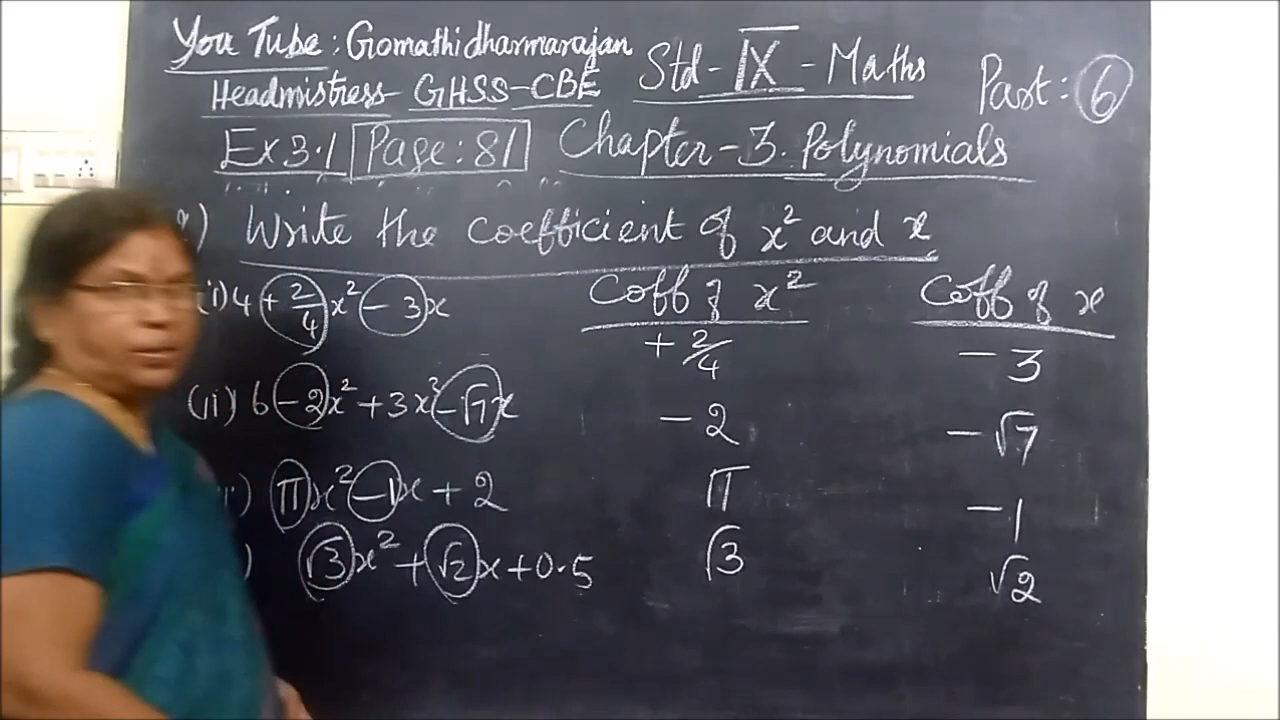 You Tube : Gomathidharmarajan
Headmistress- GHSS-CBE
Std - IX - Maths
Part : 6
Ex 3.1 Page: 81 Chapter - 3. Polynomials
) Write the coefficient of x² and x
(i) 4 + 2/4 x² - 3x
(ii) 6 - 2x² + 3x³ - √7x
) πx² - 1x + 2
) √3x² + √2x + 0.5
Coff of x²
+ 2/4
- 2
π
√3
Coff of x
- 3
- √7
- 1
√2